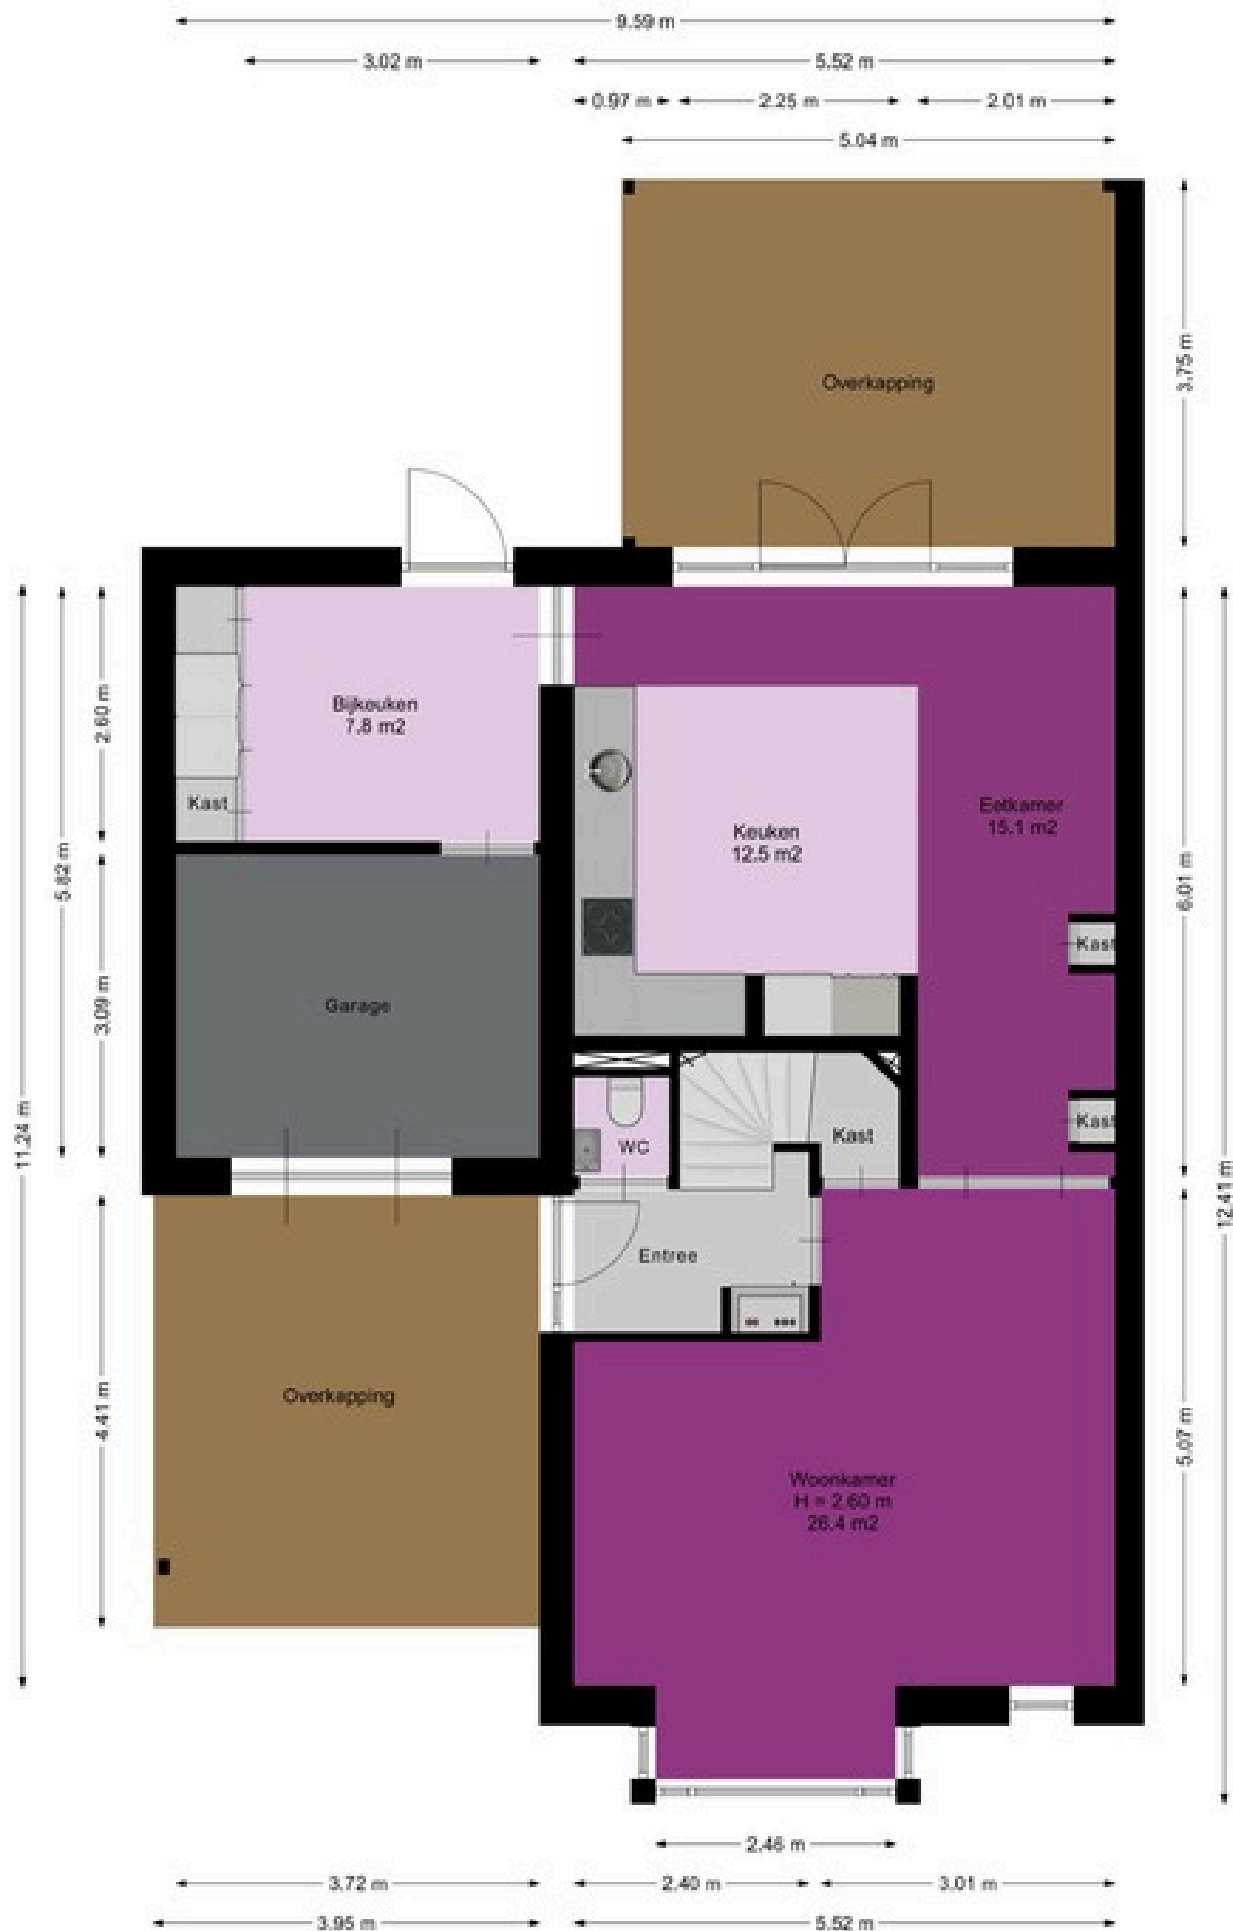 9.59 m
3.02 m
5.52 m
0.97 m
2.25 m
2.01 m
5.04 m
3.75 m
Overkapping
11.24 m
5.82 m
2.60 m
Bijkeuken
7.8 m2
Kast
Keuken
12.5 m2
Eetkamer
15.1 m2
6.01 m
12.41 m
Kast
3.09 m
Garage
Kast
WC
Kast
Entree
4.41 m
Overkapping
5.07 m
Woonkamer
H = 2.60 m
26.4 m2
2.46 m
3.72 m
2.40 m
3.01 m
3.95 m
5.52 m